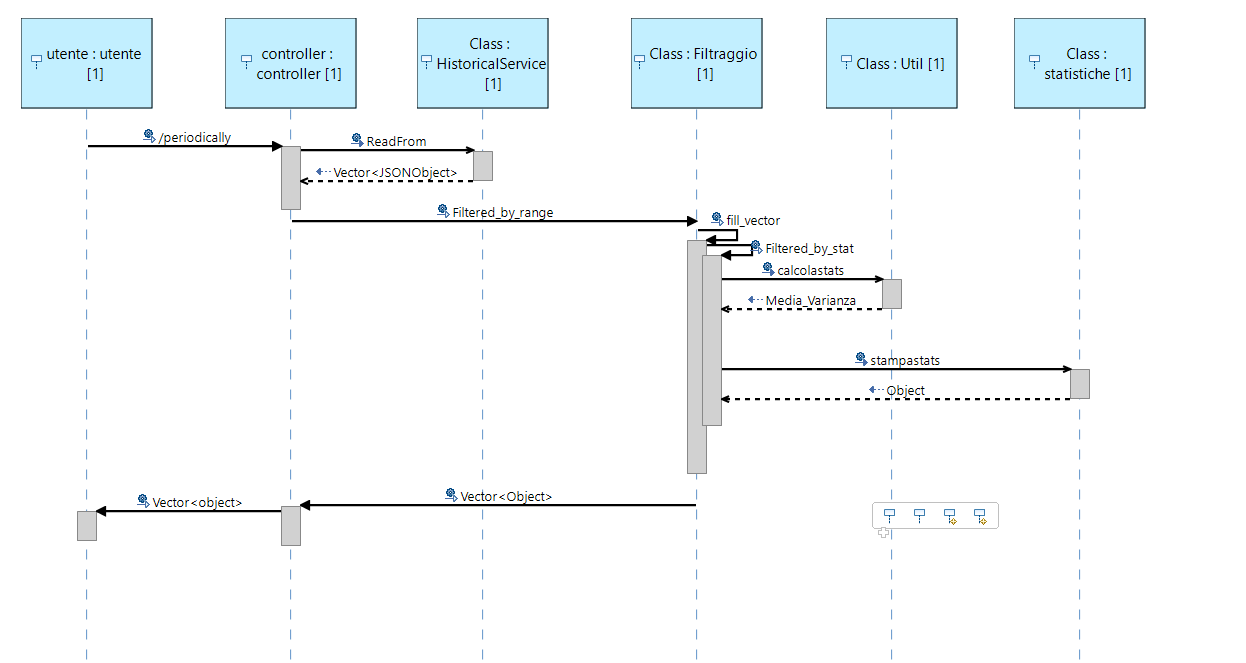 utente : utente
[1]
controller :
controller [1]
Class :
HistoricalService
[1]
Class : Filtraggio
[1]
Class : Util [1]
Class :
statistiche [1]
/periodically
ReadFrom
Vector<JSONObject>
Filtered_by_range
fill_vector
Filtered_by_stat
calcolastats
Media_Varianza
stampastats
Object
Vector<Object>
Vector<object>